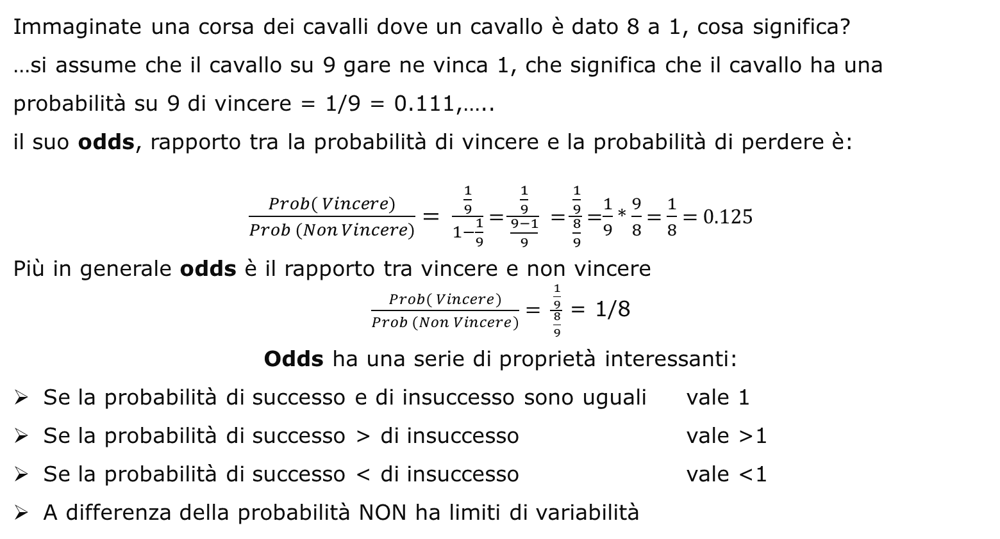 Immaginate una corsa dei cavalli dove un cavallo è dato 8 a 1, cosa significa?
…si assume che il cavallo su 9 gare ne vinca 1, che significa che il cavallo ha una
probabilità su 9 di vincere = 1/9 = 0.111,…..
il suo odds, rapporto tra la probabilità di vincere e la probabilità di perdere è:
\frac{Prob( Vincere)}{Prob (Non Vincere)} = \frac{\frac{1}{9}}{1-\frac{1}{9}} = \frac{\frac{1}{9}}{\frac{9-1}{9}} = \frac{\frac{1}{9}}{\frac{8}{9}} = \frac{1}{9} * \frac{9}{8} = \frac{1}{8} = 0.125
Più in generale odds è il rapporto tra vincere e non vincere
\frac{Prob( Vincere)}{Prob (Non Vincere)} = \frac{\frac{1}{9}}{\frac{8}{9}} = 1/8
Odds ha una serie di proprietà interessanti:
➢ Se la probabilità di successo e di insuccesso sono uguali vale 1
➢ Se la probabilità di successo > di insuccesso vale >1
➢ Se la probabilità di successo < di insuccesso vale <1
➢ A differenza della probabilità NON ha limiti di variabilità